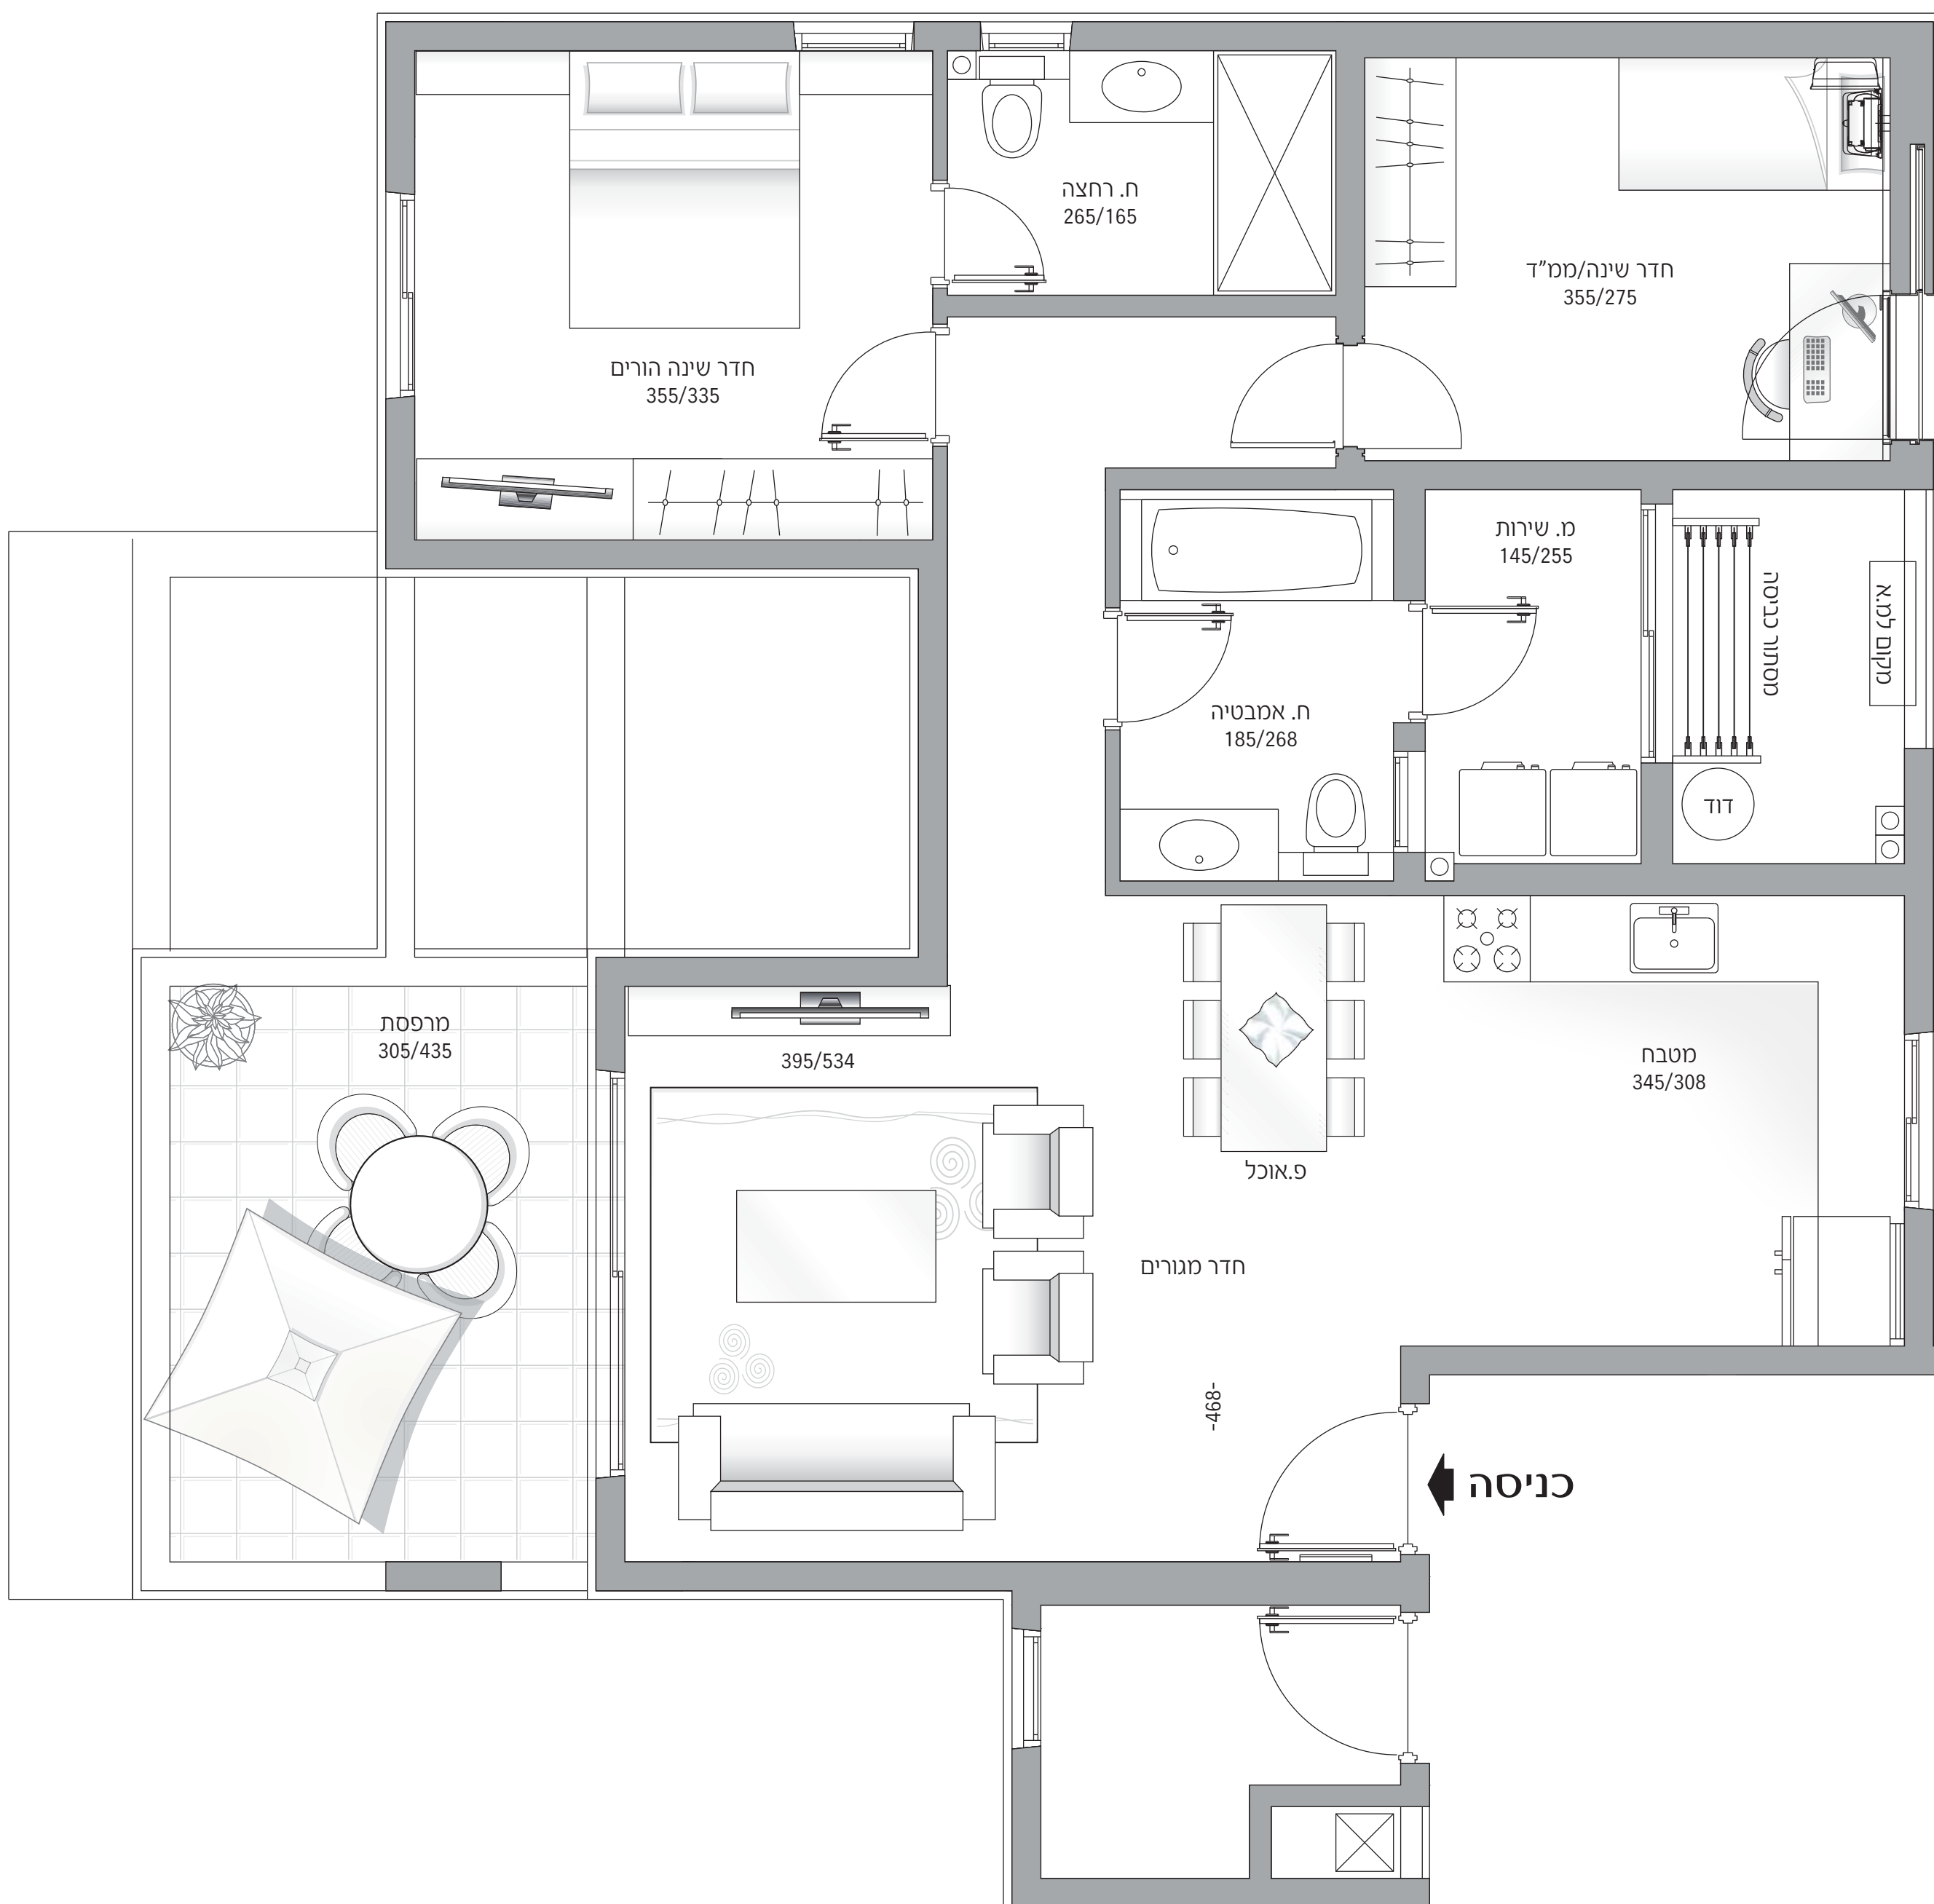 ח. רחצה
265/165
חדר שינה/ממ"ד
355/275
חדר שינה הורים
355/335
מ. שירות
145/255
מסתור כביסה
מקום למ.א
ח. אמבטיה
185/268
דוד
מרפסת
305/435
395/534
מטבח
345/308
פ.אוכל
חדר מגורים
-468-
כניסה